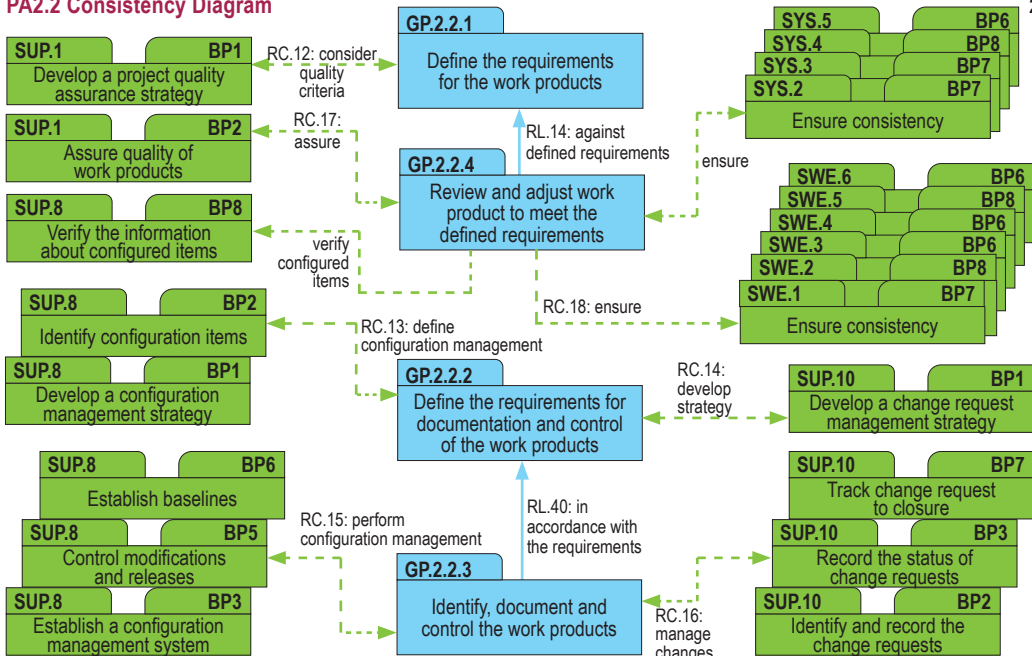 PA2.2 Consistency Diagram
2
SUP.1 BP1
Develop a project quality
assurance strategy
RC.12: consider
quality
criteria
GP.2.2.1
Define the requirements
for the work products
SYS.5 BP6
SYS.4 BP8
SYS.3 BP7
SYS.2 BP7
Ensure consistency
SUP.1 BP2
Assure quality of
work products
RC.17:
assure
RL.14: against
defined requirements
ensure
GP.2.2.4
Review and adjust work
product to meet the
defined requirements
SUP.8 BP8
Verify the information
about configured items
verify
configured
items
SWE.6 BP6
SWE.5 BP8
SWE.4 BP6
SWE.3 BP6
SWE.2 BP8
SWE.1 BP7
Ensure consistency
RC.18: ensure
SUP.8 BP2
Identify configuration items
RC.13: define
configuration management
SUP.8 BP1
Develop a configuration
management strategy
GP.2.2.2
Define the requirements for
documentation and control
of the work products
RC.14:
develop
strategy
SUP.10 BP1
Develop a change request
management strategy
SUP.8 BP6
Establish baselines
SUP.8 BP5
Control modifications
and releases
SUP.8 BP3
Establish a configuration
management system
RC.15: perform
configuration management
RL.40: in
accordance with
the requirements
GP.2.2.3
Identify, document and
control the work products
RC.16:
manage
changes
SUP.10 BP7
Track change request
to closure
SUP.10 BP3
Record the status of
change requests
SUP.10 BP2
Identify and record the
change requests